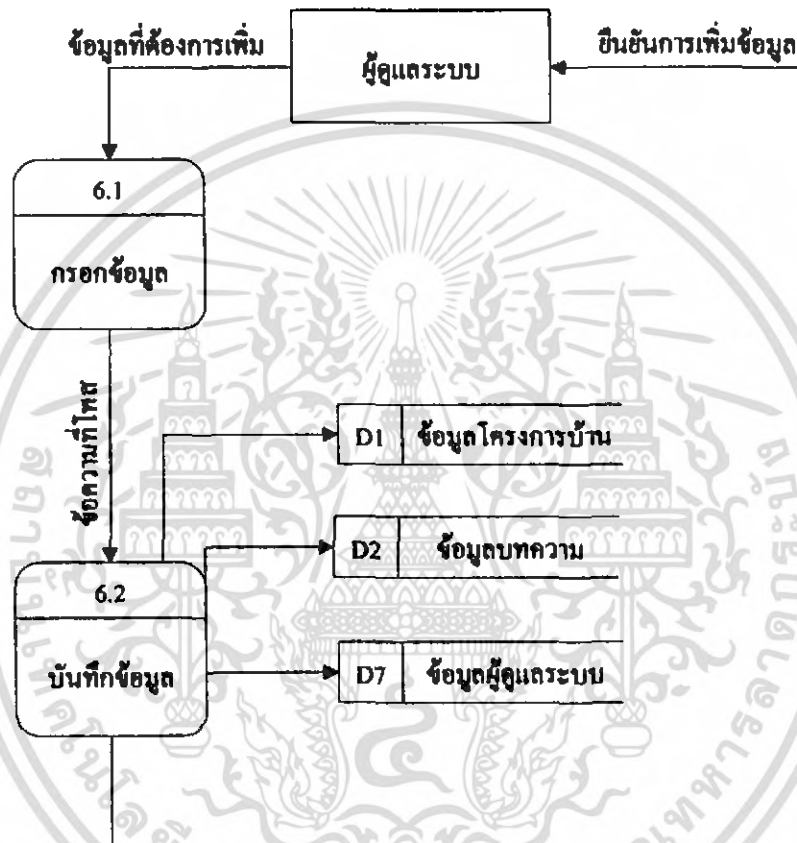 ข้อมูลที่ต้องการเพิ่ม
ผู้ดูแลระบบ
ยืนยันการเพิ่มข้อมูล
6.1
กรอกข้อมูล
ข้อความที่โพส
D1 ข้อมูลโครงการบ้าน
D2 ข้อมูลบทความ
6.2
บันทึกข้อมูล
D7 ข้อมูลผู้ดูแลระบบ